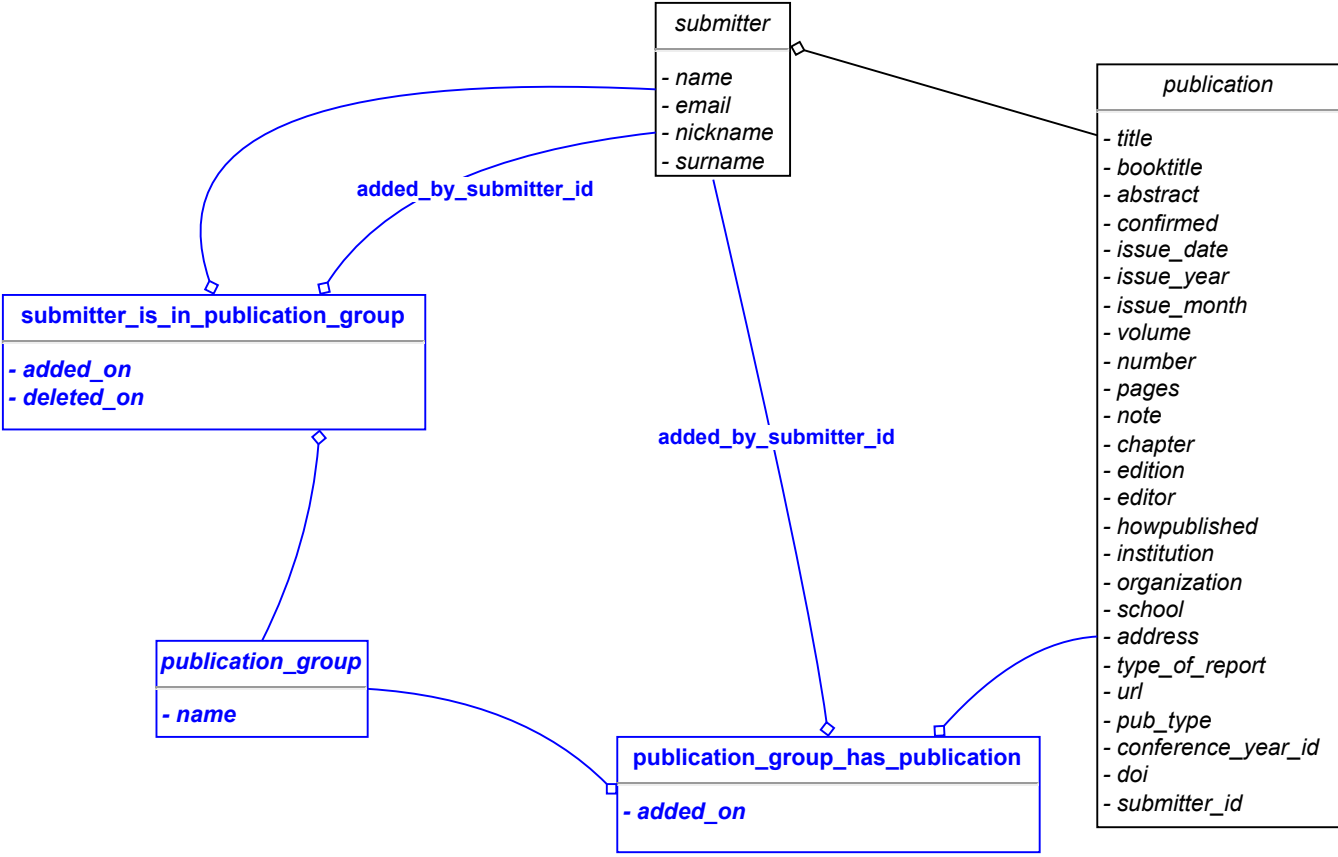 submitter
- name
- email
- nickname
- surname
publication
- title
- booktitle
- abstract
- confirmed
- issue_date
- issue_year
- issue_month
- volume
- number
- pages
- note
- chapter
- edition
- editor
- howpublished
- institution
- organization
- school
- address
- type_of_report
- url
- pub_type
- conference_year_id
- doi
- submitter_id
added_by_submitter_id
submitter_is_in_publication_group
- added_on
- deleted_on
added_by_submitter_id
publication_group
- name
publication_group_has_publication
- added_on